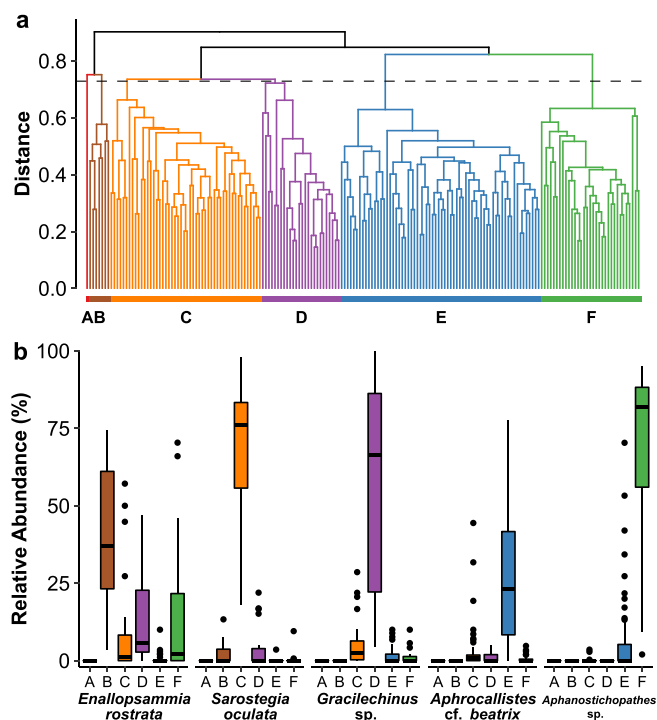 a
Distance
0.8
0.6
0.4
0.2
0.0
A B C D E F
b
Relative Abundance (%)
100
75
50
25
0
A B C D E F A B C D E F A B C D E F A B C D E F A B C D E F
Enallopsammia Sarostegia Gracilechinus Aphrocallistes Aphanostichopathes
rostrata oculata sp. cf. beatrix sp.